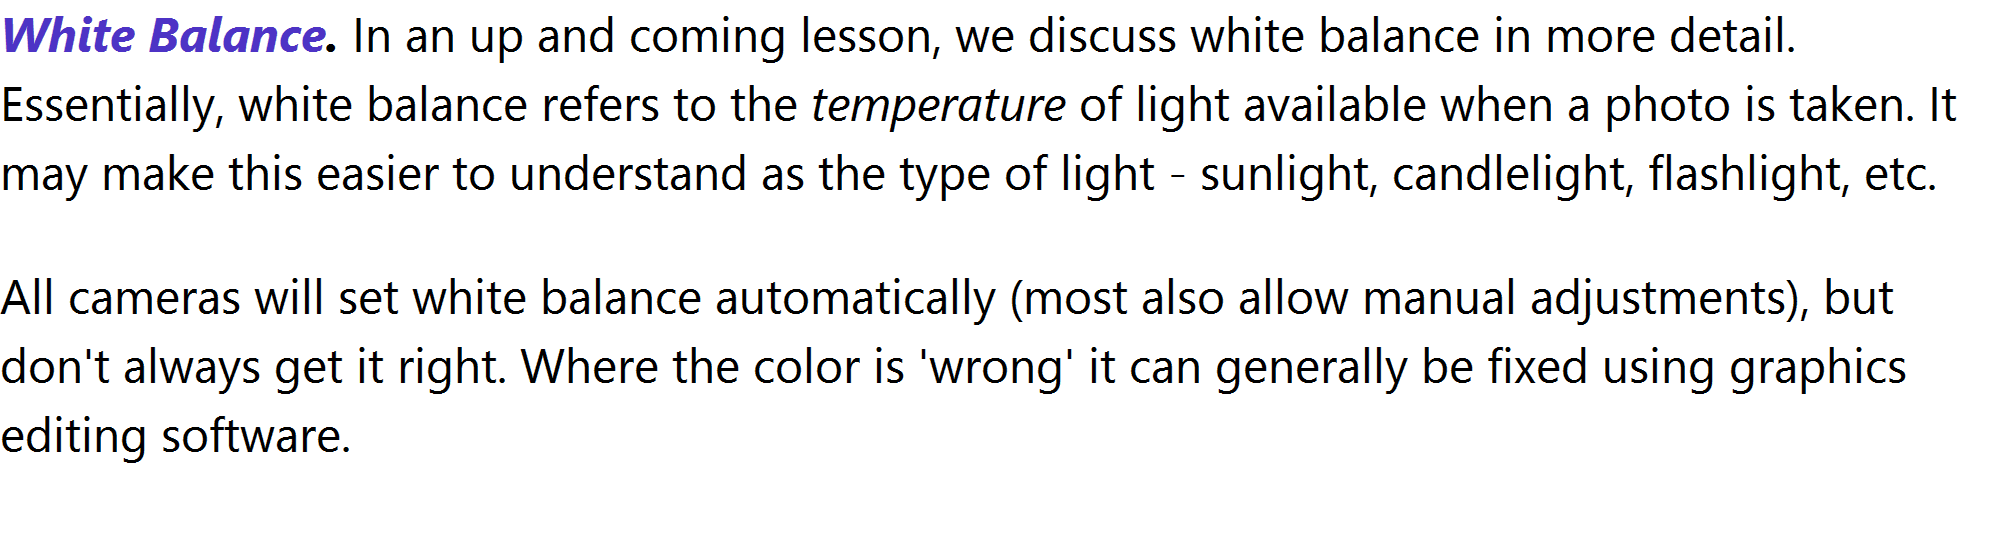 White Balance. In an up and coming lesson, we discuss white balance in more detail.
Essentially, white balance refers to the temperature of light available when a photo is taken. It
may make this easier to understand as the type of light - sunlight, candlelight, flashlight, etc.
All cameras will set white balance automatically (most also allow manual adjustments), but
don't always get it right. Where the color is 'wrong' it can generally be fixed using graphics
editing software.